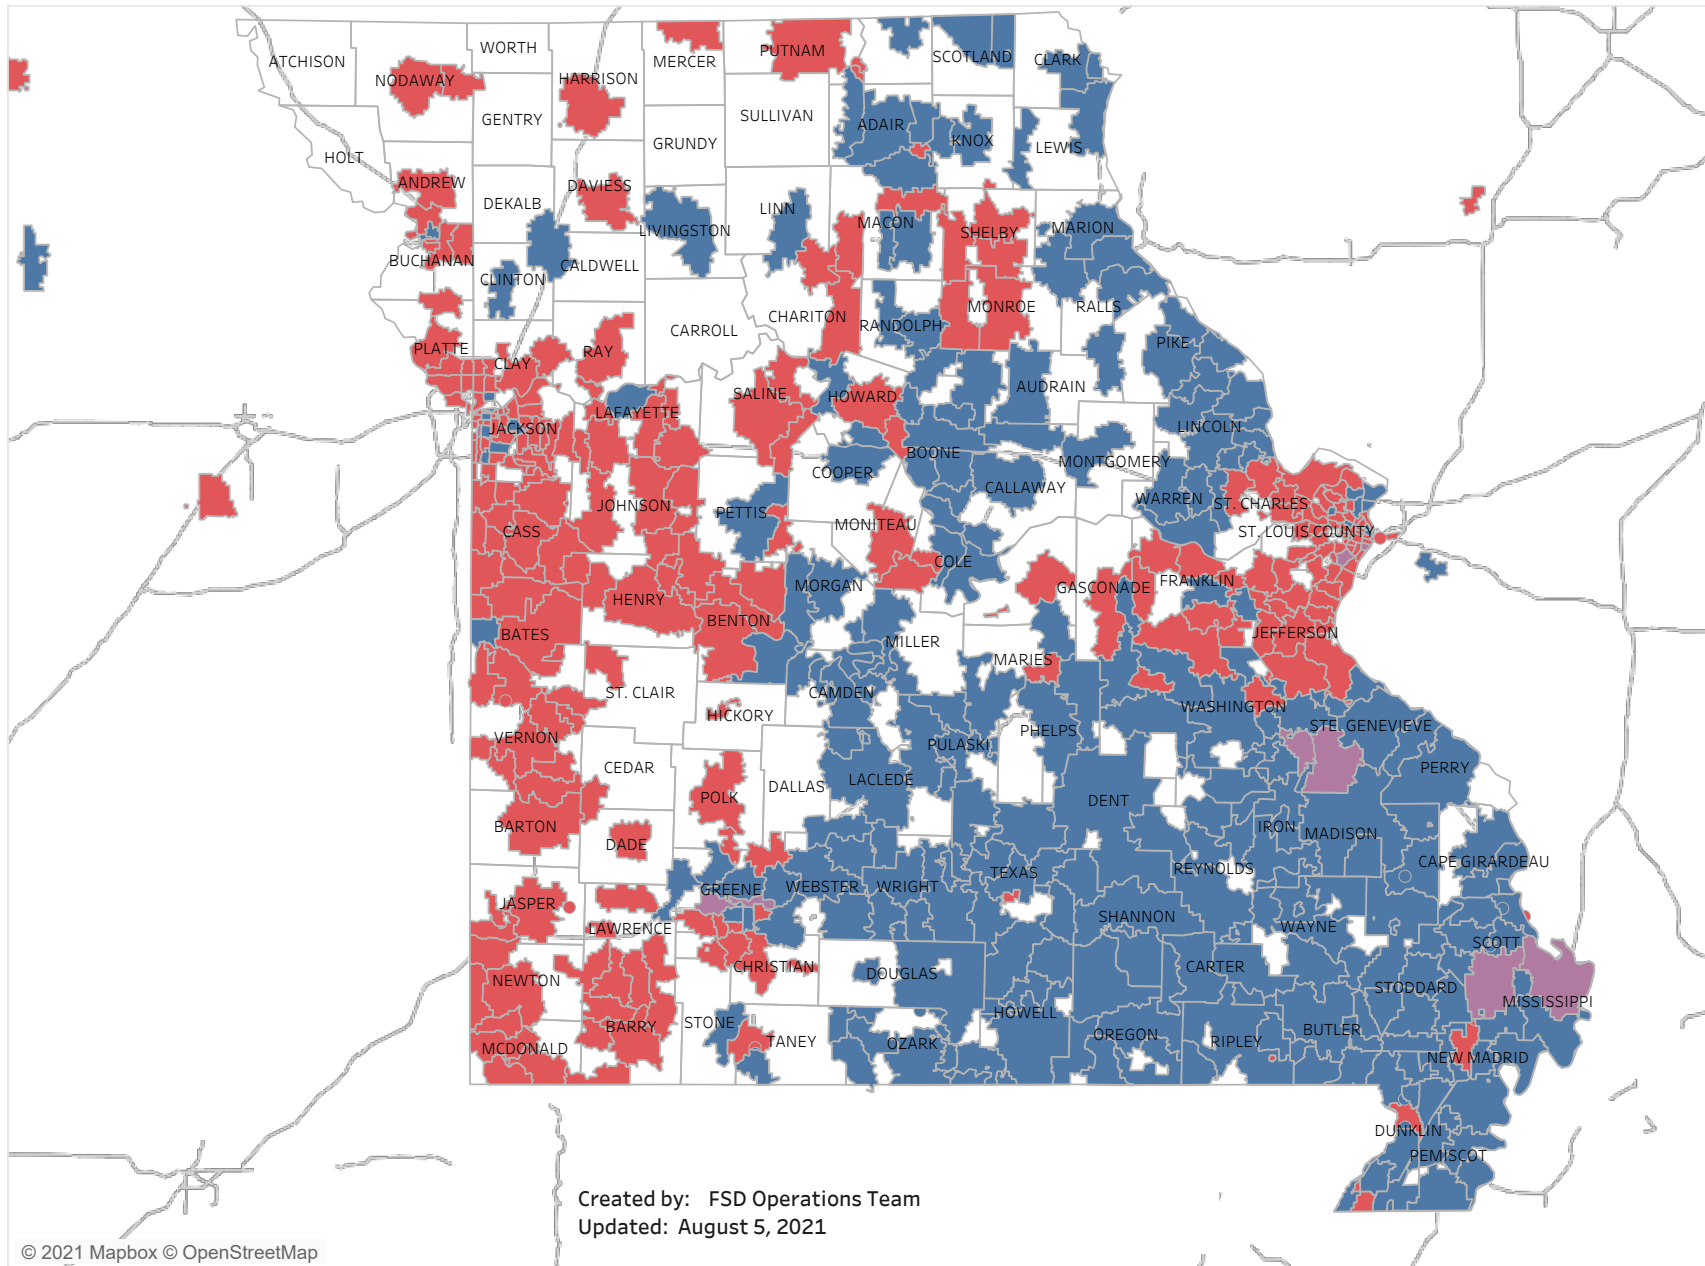 ATCHISON
WORTH
NODAWAY
HARRISON
MERCER
PUTNAM
SCOTLAND
CLARK
GENTRY
SULLIVAN
ADAIR
KNOX
LEWIS
HOLT
GRUNDY
ANDREW
DEKALB
DAVIESS
LINN
MACON
SHELBY
MARION
LIVINGSTON
BUCHANAN
CLINTON
CALDWELL
CHARITON
RANDOLPH
MONROE
RALLS
CARROLL
PLATTE
CLAY
RAY
PIKE
SALINE
HOWARD
AUDRAIN
LAFAYETTE
JACKSON
LINCOLN
BOONE
MONTGOMERY
COOPER
CALLAWAY
WARREN
ST. CHARLES
JOHNSON
PETTIS
MONITEAU
CASS
ST. LOUIS COUNTY
COLE
MORGAN
GASCONADE
FRANKLIN
HENRY
BENTON
BATES
MILLER
JEFFERSON
MARIES
ST. CLAIR
CAMDEN
WASHINGTON
HICKORY
VERNON
PHELPS
PULASKI
STE. GENEVIEVE
CEDAR
DALLAS
LACLEDE
PERRY
POLK
DENT
BARTON
DADE
IRON
MADISON
CAPE GIRARDEAU
TEXAS
REYNOLDS
GREENE
WEBSTER
WRIGHT
JASPER
LAWRENCE
SHANNON
WAYNE
SCOTT
CHRISTIAN
DOUGLAS
CARTER
NEWTON
STODDARD
MISSISSIPPI
BARRY
STONE
TANEY
HOWELL
OZARK
OREGON
RIPLEY
BUTLER
MCDONALD
NEW MADRID
DUNKLIN
PEMISCOT
Created by: FSD Operations Team
Updated: August 5, 2021
© 2021 Mapbox © OpenStreetMap